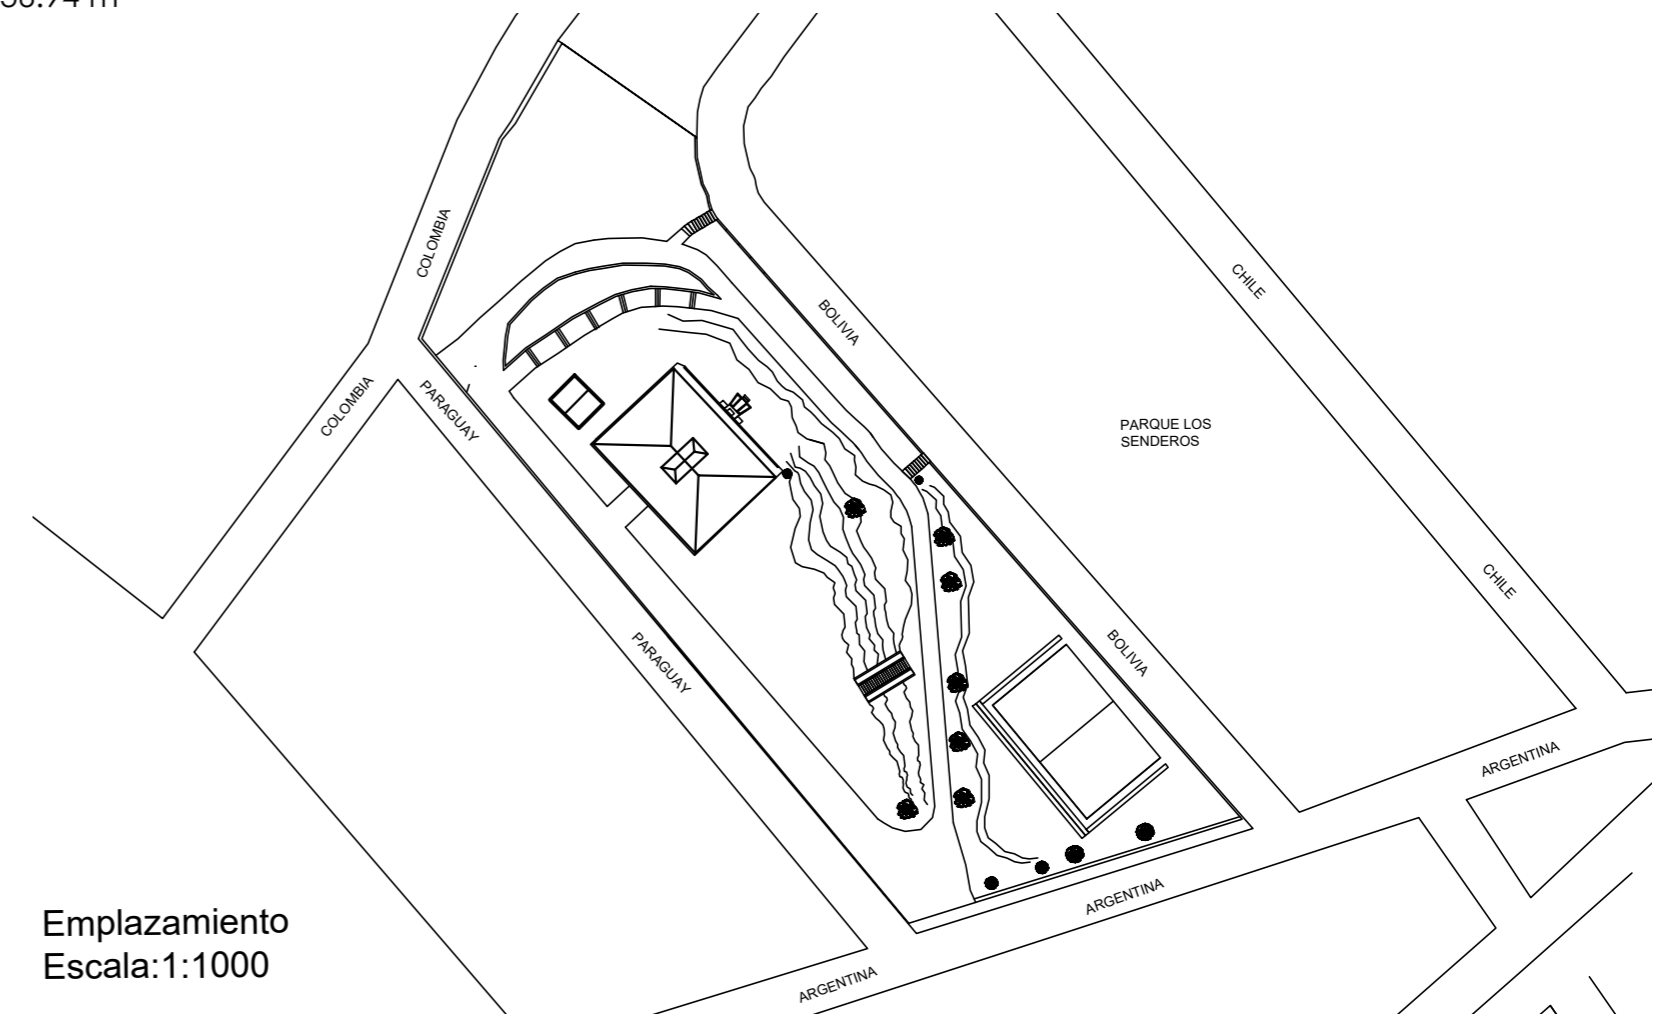 COLOMBIA
CHILE
BOLIVIA
COLOMBIA
PARAGUAY
PARQUE LOS
SENDEROS
CHILE
PARAGUAY
BOLIVIA
ARGENTINA
ARGENTINA
ARGENTINA
Emplazamiento
Escala:1:1000